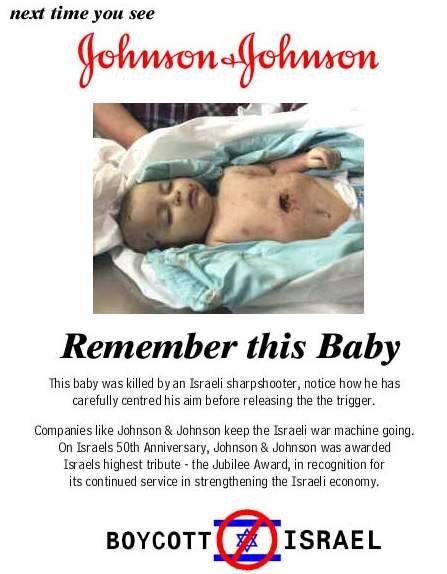 next time you see
Johnson & Johnson
Remember this Baby
This baby was killed by an Israeli sharpshooter, notice how he has
carefully centred his aim before releasing the the trigger.
Companies like Johnson & Johnson keep the Israeli war machine going.
On Israels 50th Anniversary, Johnson & Johnson was awarded
Israels highest tribute - the Jubilee Award, in recognition for
its continued service in strengthening the Israeli economy.
BOYCOTT ISRAEL